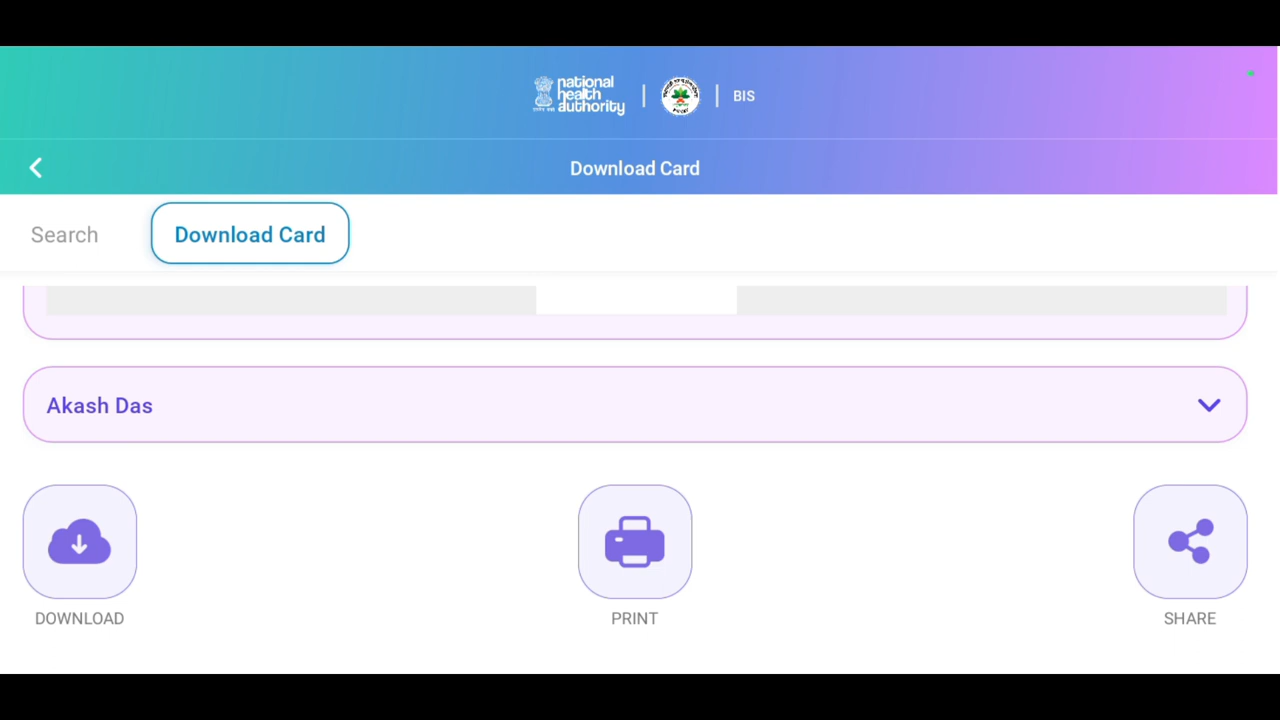 national
health
authority
BIS
Download Card
Search
Download Card
Akash Das
DOWNLOAD
PRINT
SHARE